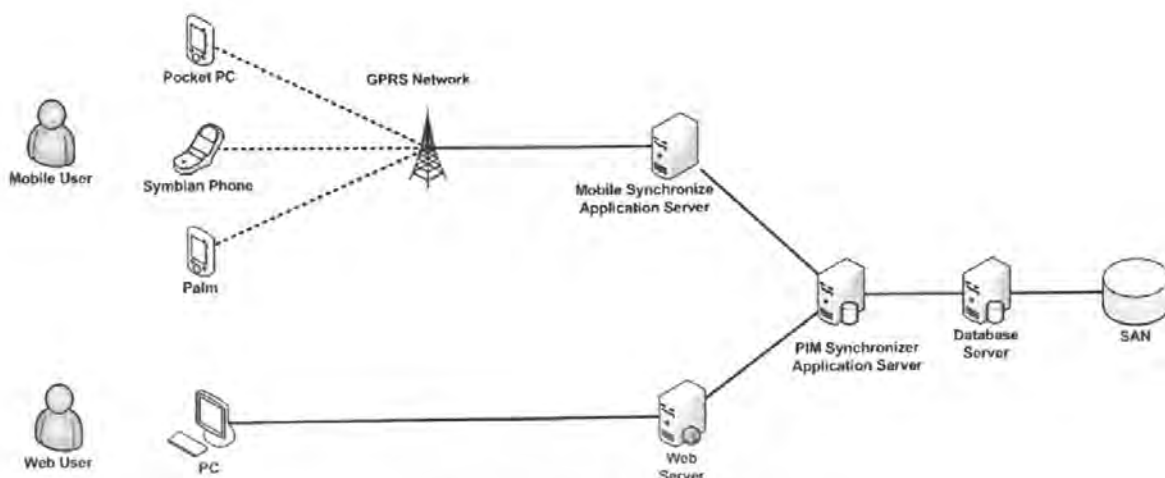 Pocket PC
GPRS Network
Mobile User
Symbian Phone
Mobile Synchronize
Application Server
Palm
PIM Synchronizer
Application Server
Database
Server
SAN
Web User
PC
Web
Server